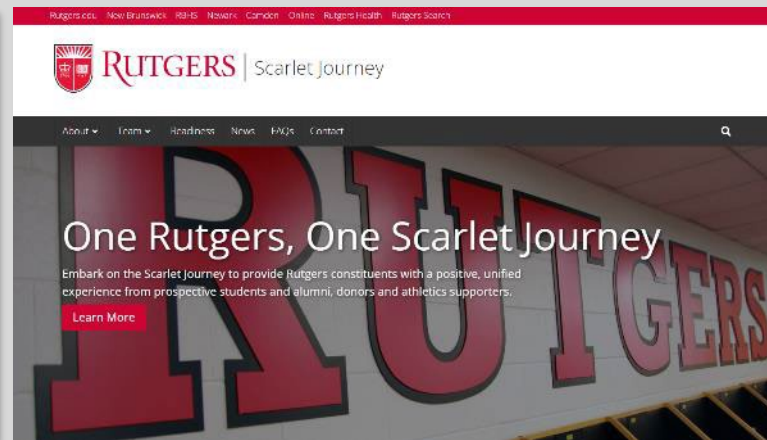 Rutgers.edu New Brunswick RBHS Newark Camden Online Rutgers Health Rutgers Search
RUTGERS | Scarlet Journey
About Team Readiness News FAQs Contact
RUTGERS
One Rutgers, One Scarlet Journey
Embark on the Scarlet Journey to provide Rutgers constituents with a positive, unified
experience from prospective students and alumni, donors and athletics supporters.
Learn More